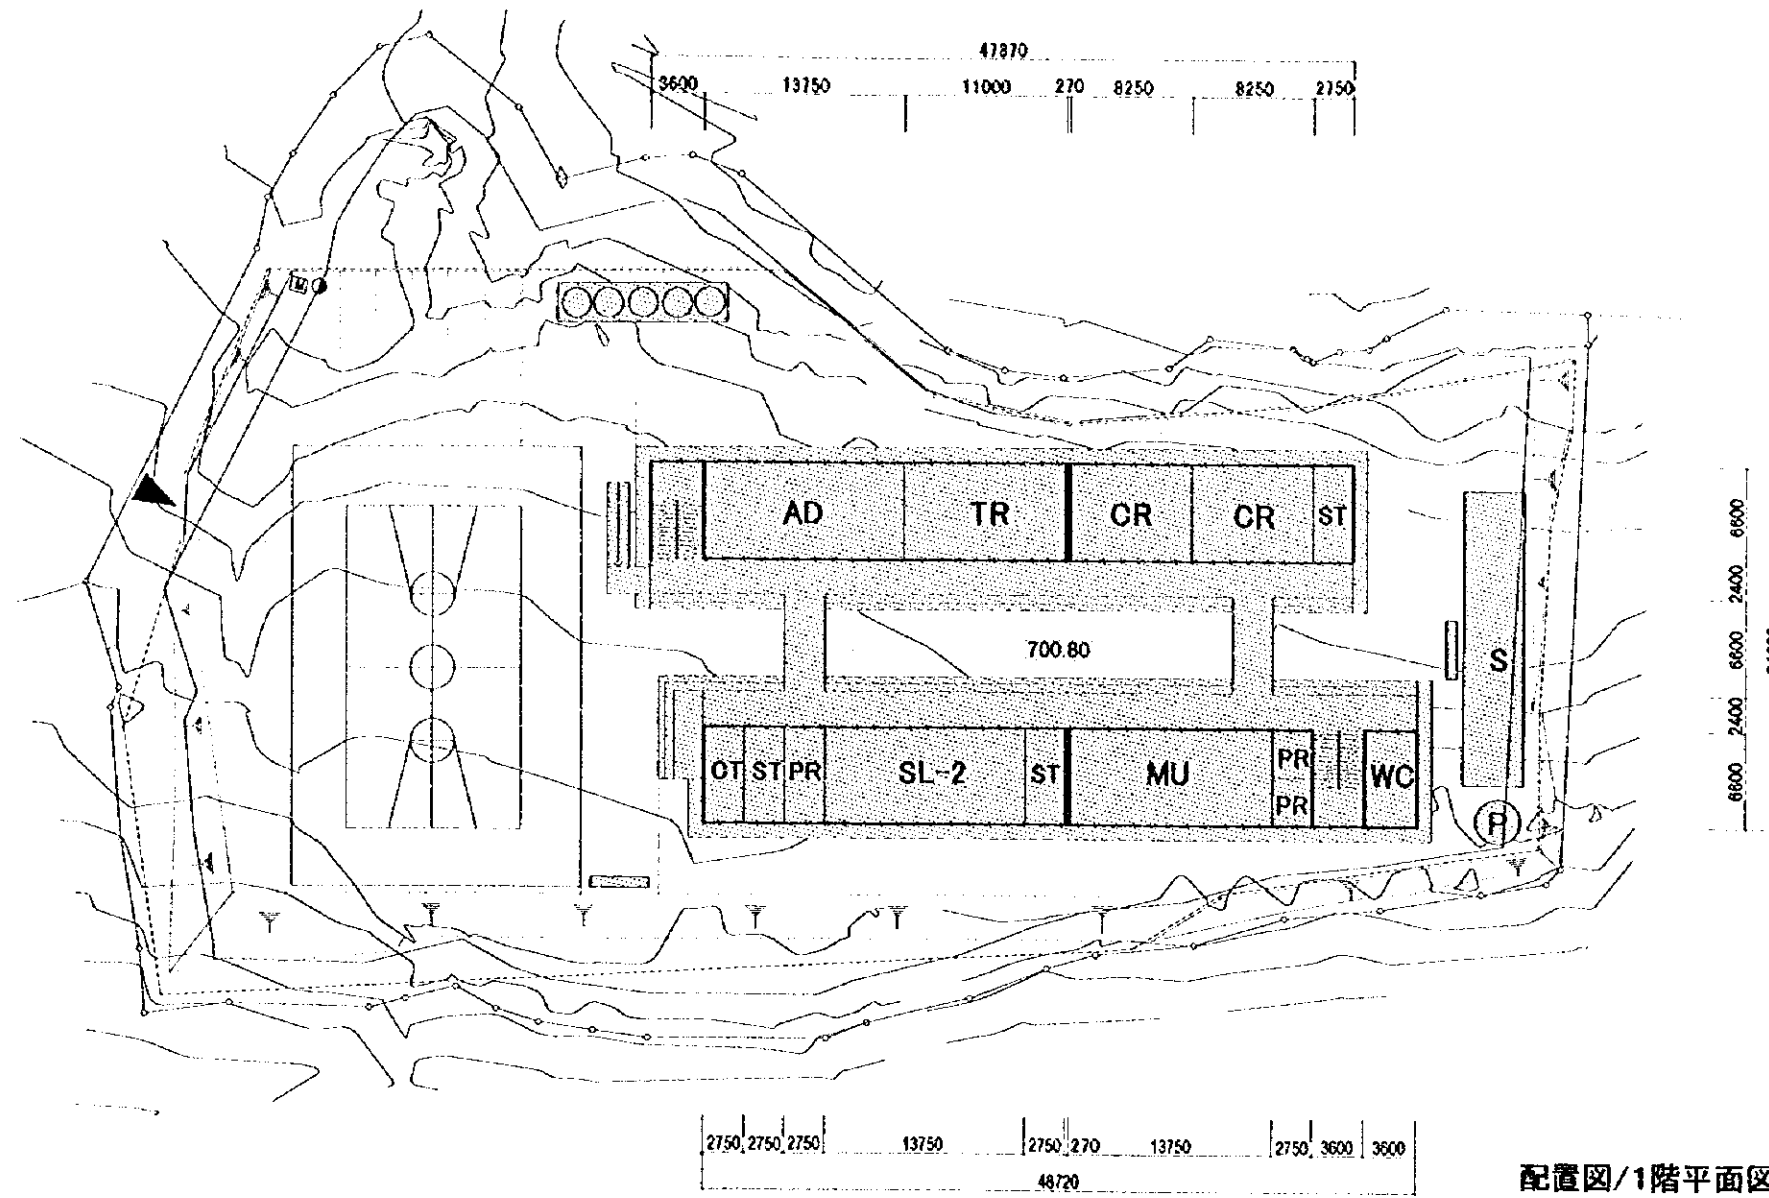 47870
3600 13750 11000 270 8250 8250 2750
M
AD TR CR CR ST
6600
2400
6600
2400
6600
700.80
S
OT ST PR SL-2 ST MU PR PR WC
P
2750 2750 2750 13750 2750 270 13750 2750 3600 3600
48720
配置図/1階平面図